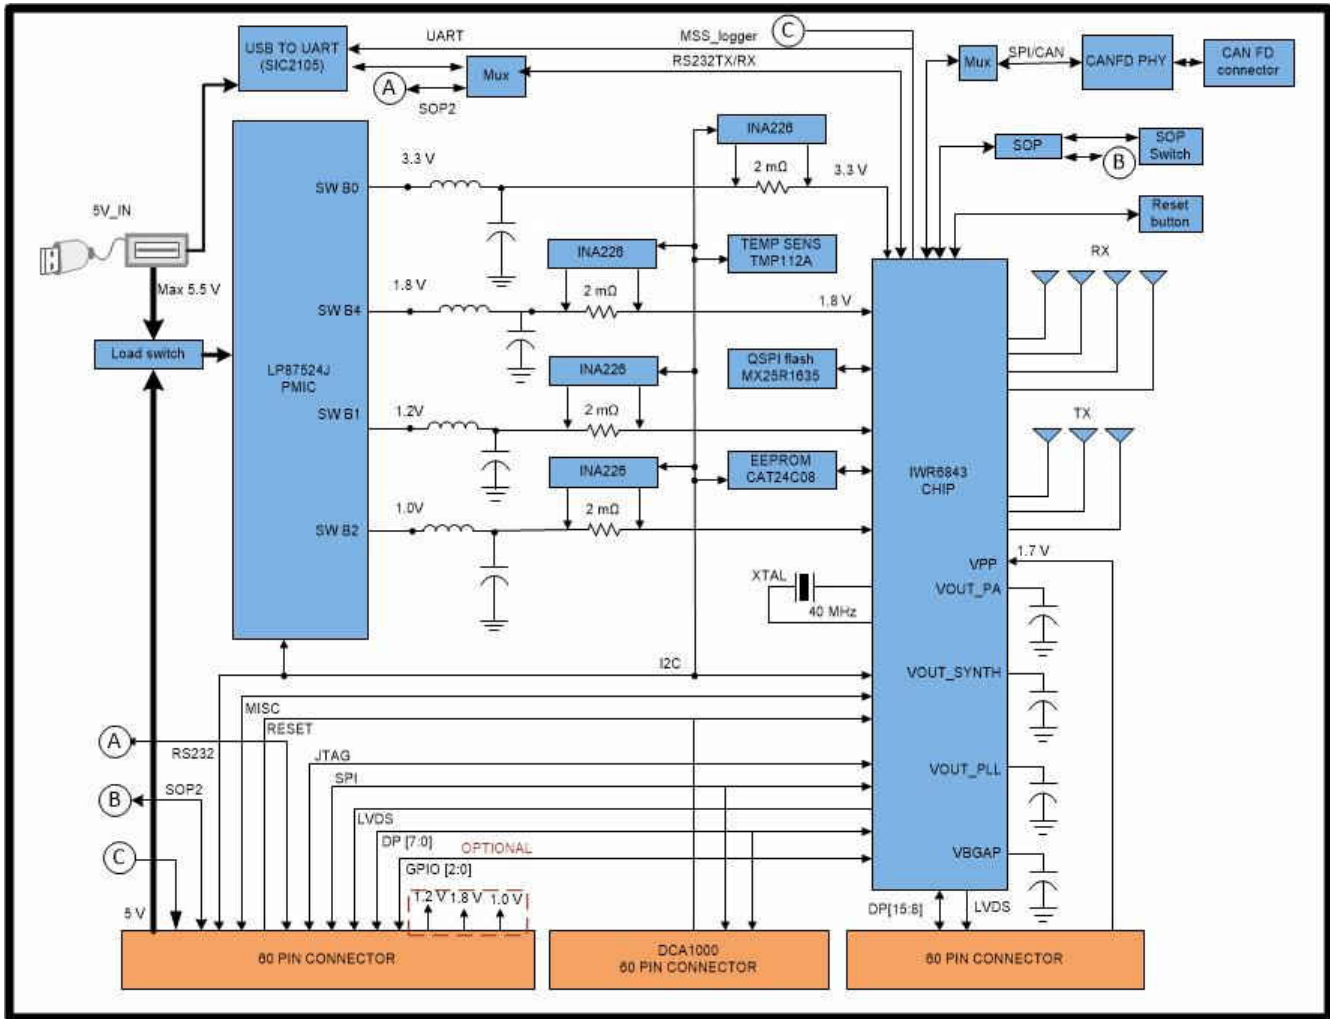 USB TO UART
(SIC2105)
UART
MSS_logger
C
RS232TX/RX
Mux
A
SOP2
Mux
SPI/CAN
CANFD PHY
CAN FD
connector
INA226
SOP
SOP
Switch
B
3.3 V
2 mΩ
3.3 V
SW B0
Reset
button
5V_IN
INA226
TEMP SENS
TMP112A
RX
Max 5.5 V
1.8 V
2 mΩ
1.8 V
SW B4
Load switch
INA226
QSPI flash
MX25R1635
LP87524J
PMIC
1.2V
2 mΩ
SW B1
TX
INA226
EEPROM
CAT24C08
IWR6843
CHIP
1.0V
2 mΩ
SW B2
1.7 V
VPP
XTAL
40 MHz
VOUT_PA
I2C
VOUT_SYNTH
MISC
RESET
A
RS232
JTAG
VOUT_PLL
SPI
B
SOP2
LVDS
DP [7:0]
OPTIONAL
C
GPIO [2:0]
VBGAP
1.2 V
1.8 V
1.0 V
5 V
DP[15:8]
LVDS
60 PIN CONNECTOR
DCA1000
60 PIN CONNECTOR
60 PIN CONNECTOR